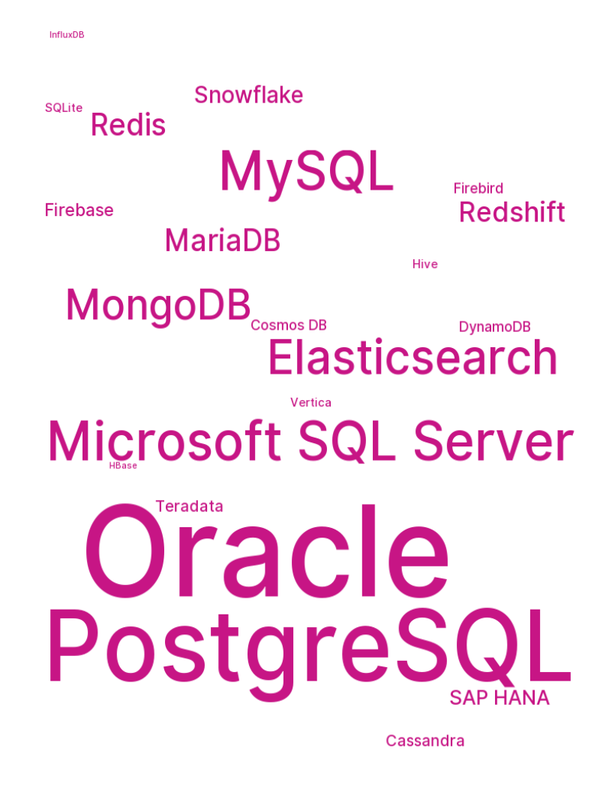 InfluxDB
Snowflake
SQLite
Redis
MySQL
Firebird
Firebase
Redshift
MariaDB
Hive
MongoDB
Cosmos DB
DynamoDB
Elasticsearch
Vertica
Microsoft SQL Server
HBase
Teradata
Oracle
PostgreSQL
SAP HANA
Cassandra